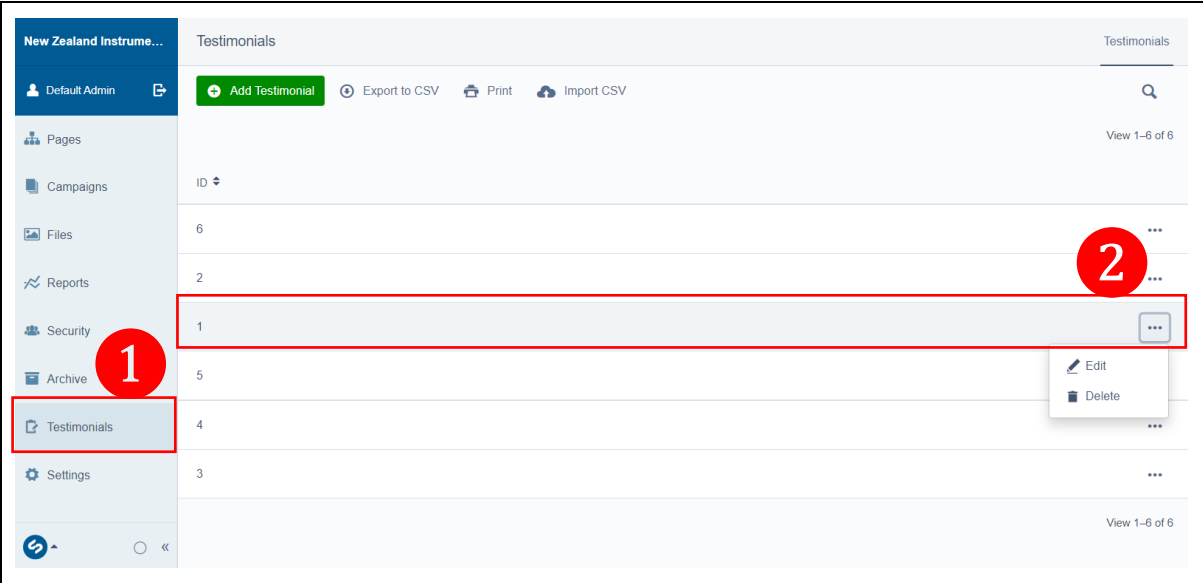 New Zealand Instrume...
Testimonials
Testimonials
Default Admin
Add Testimonial
Export to CSV
Print
Import CSV
Pages
View 1–6 of 6
Campaigns
ID
Files
6
2
Reports
2
Security
1
1
Archive
5
Edit
Delete
Testimonials
4
Settings
3
View 1–6 of 6